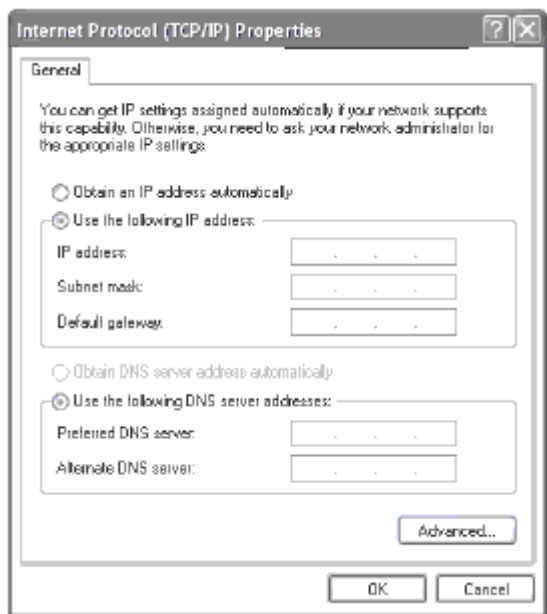 Internet Protocol (TCP/IP) Properties
General
You can get IP settings assigned automatically if your network supports
this capability. Otherwise, you need to ask your network administrator for
the appropriate IP settings.
Obtain an IP address automatically
Use the following IP address:
IP address:
Subnet mask:
Default gateway:
Obtain DNS server address automatically
Use the following DNS server addresses:
Preferred DNS server:
Alternate DNS server:
Advanced...
OK
Cancel